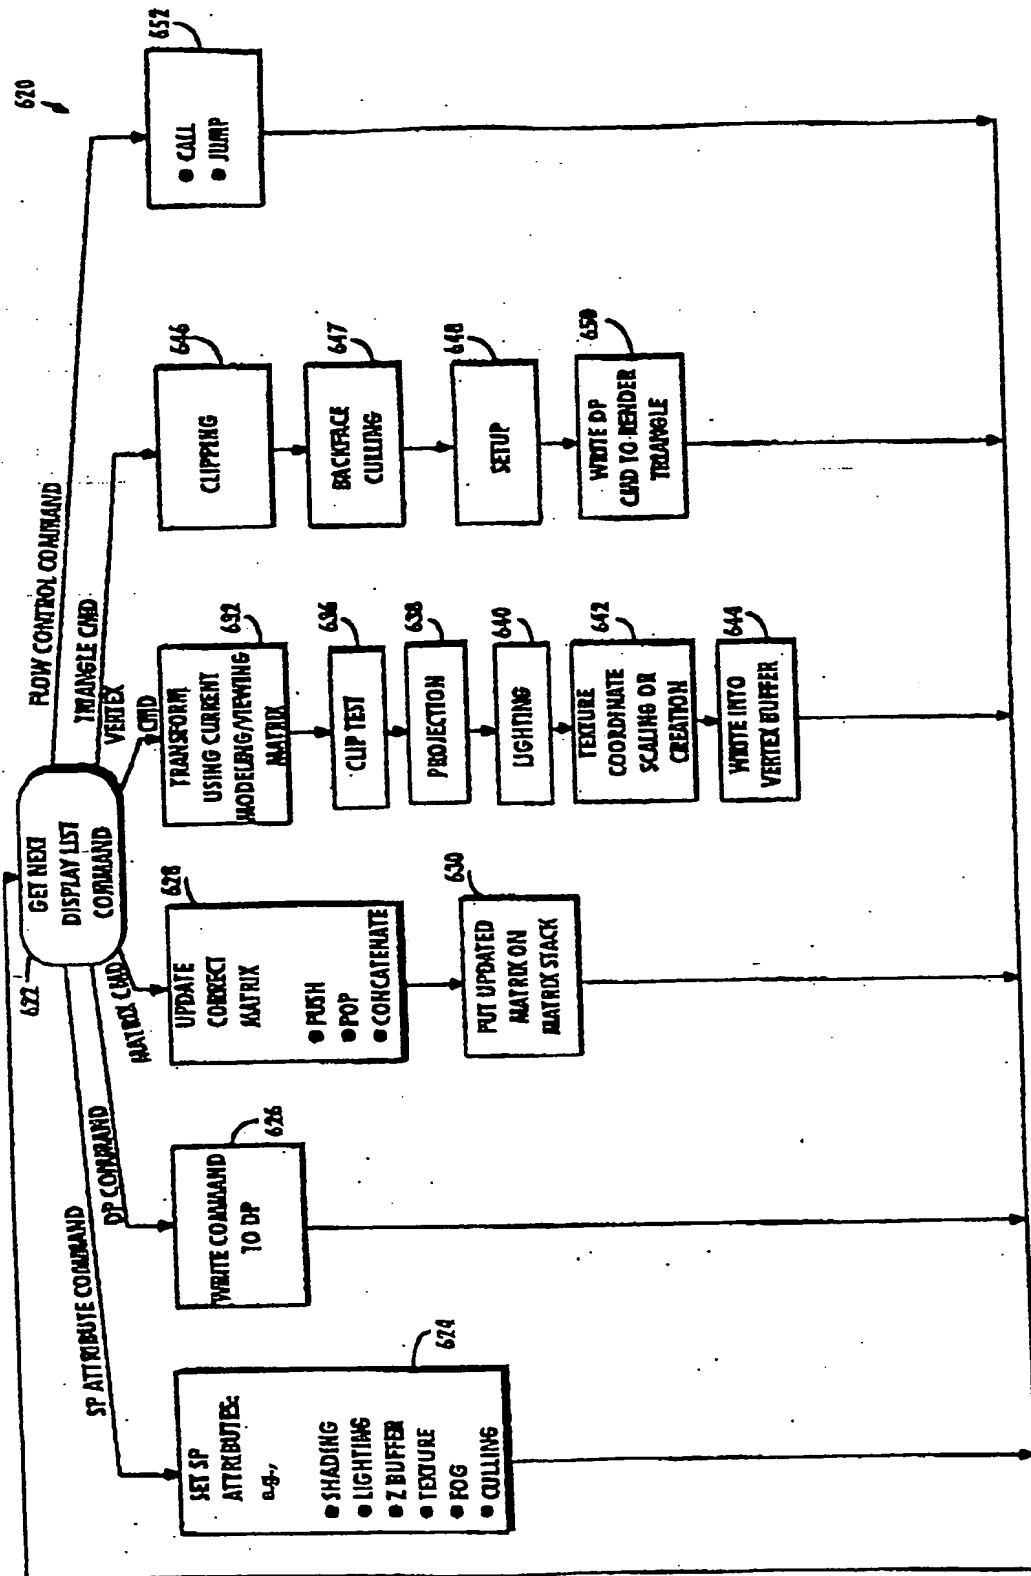 620
GET NEXT
DISPLAY LIST
COMMAND
622
SP ATTRIBUTE COMMAND
DP COMMAND
MATRIX CMD
VERTEX
CMD
TRIANGLE CMD
FLOW CONTROL COMMAND
SET SP
ATTRIBUTES:
e.g.,
● SHADING
● LIGHTING
● Z BUFFER
● TEXTURE
● FOG
● CULLING
624
WRITE COMMAND
TO DP
626
UPDATE
CORRECT
MATRIX
● PUSH
● POP
● CONCATENATE
628
PUT UPDATED
MATRIX ON
MATRIX STACK
630
TRANSFORM
USING CURRENT
MODELING/VIEWING
MATRIX
632
CLIP TEST
636
PROJECTION
638
LIGHTING
640
TEXTURE
COORDINATE
SCALING OR
CREATION
642
WRITE INTO
VERTEX BUFFER
644
CLIPPING
646
BACKFACE
CULLING
647
SETUP
648
WRITE DP
CMD TO RENDER
TRIANGLE
650
● CALL
● JUMP
652